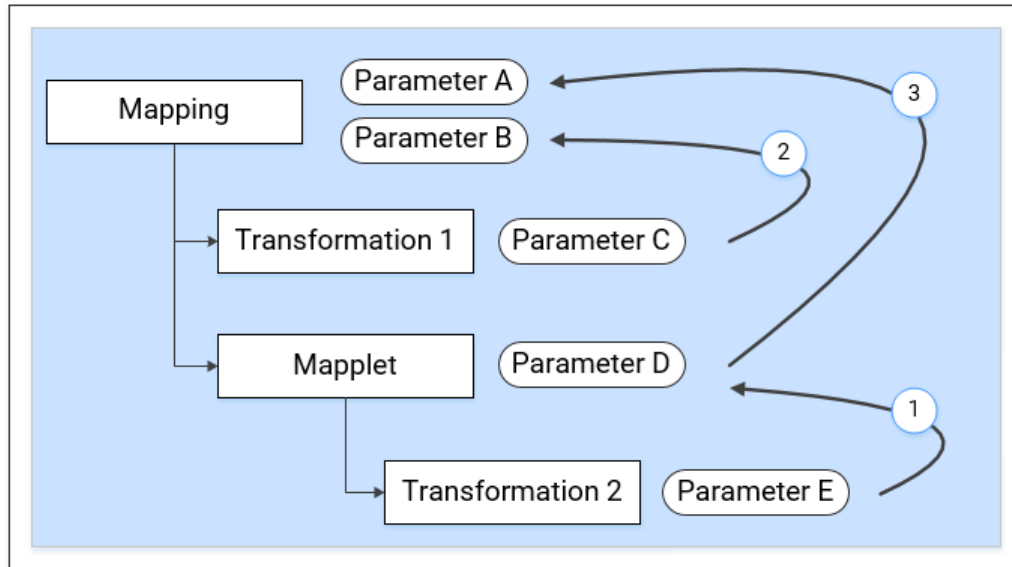 Mapping
Parameter A
Parameter B
3
2
Transformation 1
Parameter C
Mapplet
Parameter D
1
Transformation 2
Parameter E